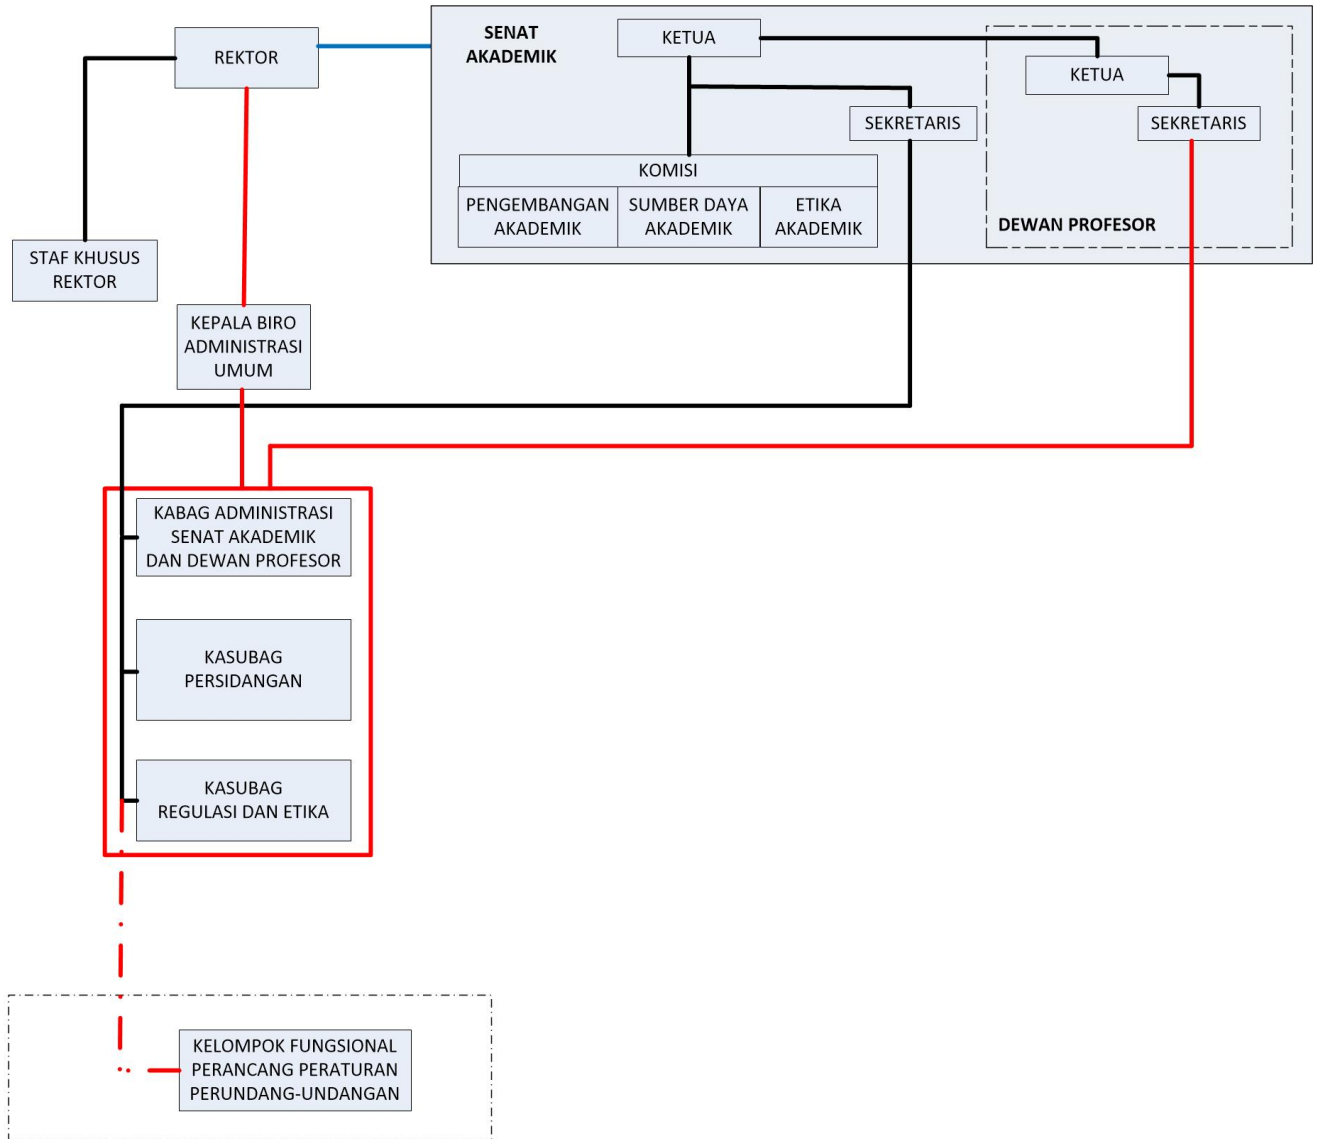 REKTOR
SENAT
AKADEMIK
KETUA
KETUA
SEKRETARIS
SEKRETARIS
KOMISI
PENGEMBANGAN
AKADEMIK
SUMBER DAYA
AKADEMIK
ETIKA
AKADEMIK
DEWAN PROFESOR
STAF KHUSUS
REKTOR
KEPALA BIRO
ADMINISTRASI
UMUM
KABAG ADMINISTRASI
SENAT AKADEMIK
DAN DEWAN PROFESOR
KASUBAG
PERSIDANGAN
KASUBAG
REGULASI DAN ETIKA
KELOMPOK FUNGSIONAL
PERANCANG PERATURAN
PERUNDANG-UNDANGAN